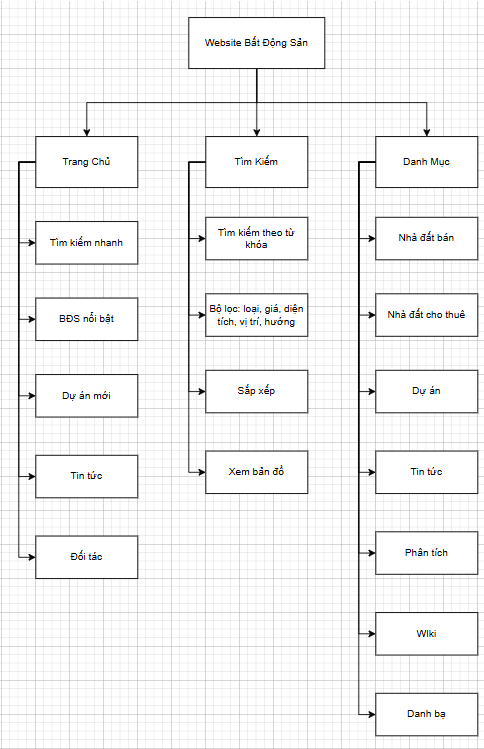 Website Bất Động Sản
Trang Chủ
Tìm Kiếm
Danh Mục
Tìm kiếm nhanh
BĐS nổi bật
Dự án mới
Tin tức
Đối tác
Tìm kiếm theo từ
khóa
Bộ lọc: loại, giá, diện
tích, vị trí, hướng
Sắp xếp
Xem bản đồ
Nhà đất bán
Nhà đất cho thuê
Dự án
Tin tức
Phân tích
WIki
Danh bạ